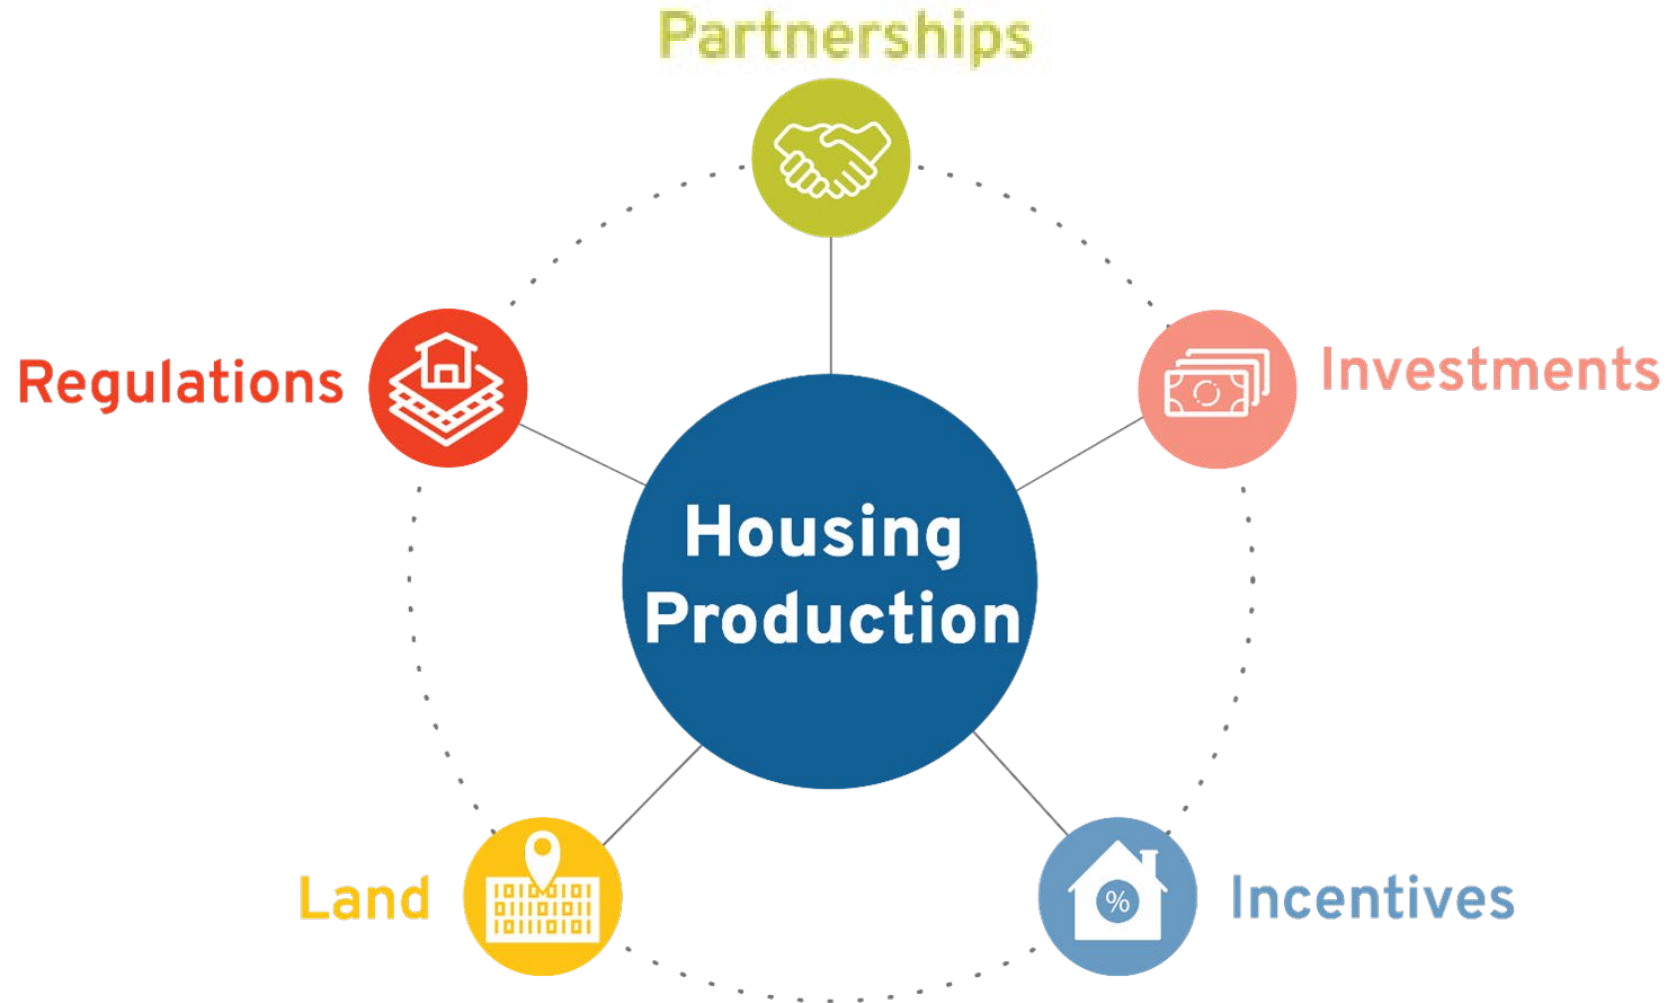 Partnerships
Regulations
Investments
Housing
Production
Land
Incentives
%